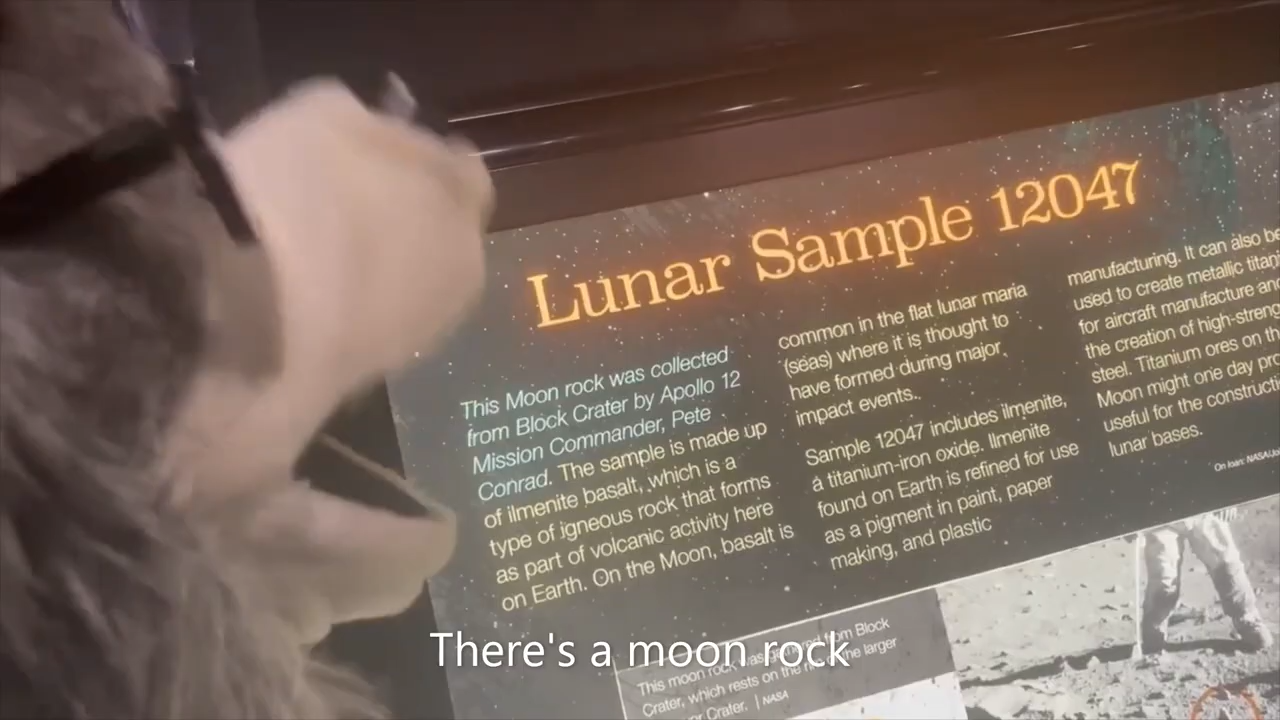 Lunar Sample 12047
This Moon rock was collected
from Block Crater by Apollo 12
Mission Commander, Pete
Conrad. The sample is made up
of ilmenite basalt, which is a
type of igneous rock that forms
as part of volcanic activity here
on Earth. On the Moon, basalt is
common in the flat lunar maria
(seas) where it is thought to
have formed during major
impact events.
Sample 12047 includes ilmenite,
a titanium-iron oxide. Ilmenite
found on Earth is refined for use
as a pigment in paint, paper
making, and plastic
manufacturing. It can also be
used to create metallic
for aircraft manufacture and
the creation of
steel. Titanium ores on the
Moon might one day
useful for the
lunar bases.
On loan:
This moon rock was from Block
Crater, which rests on the larger
Crater. | NASA
There's a moon rock